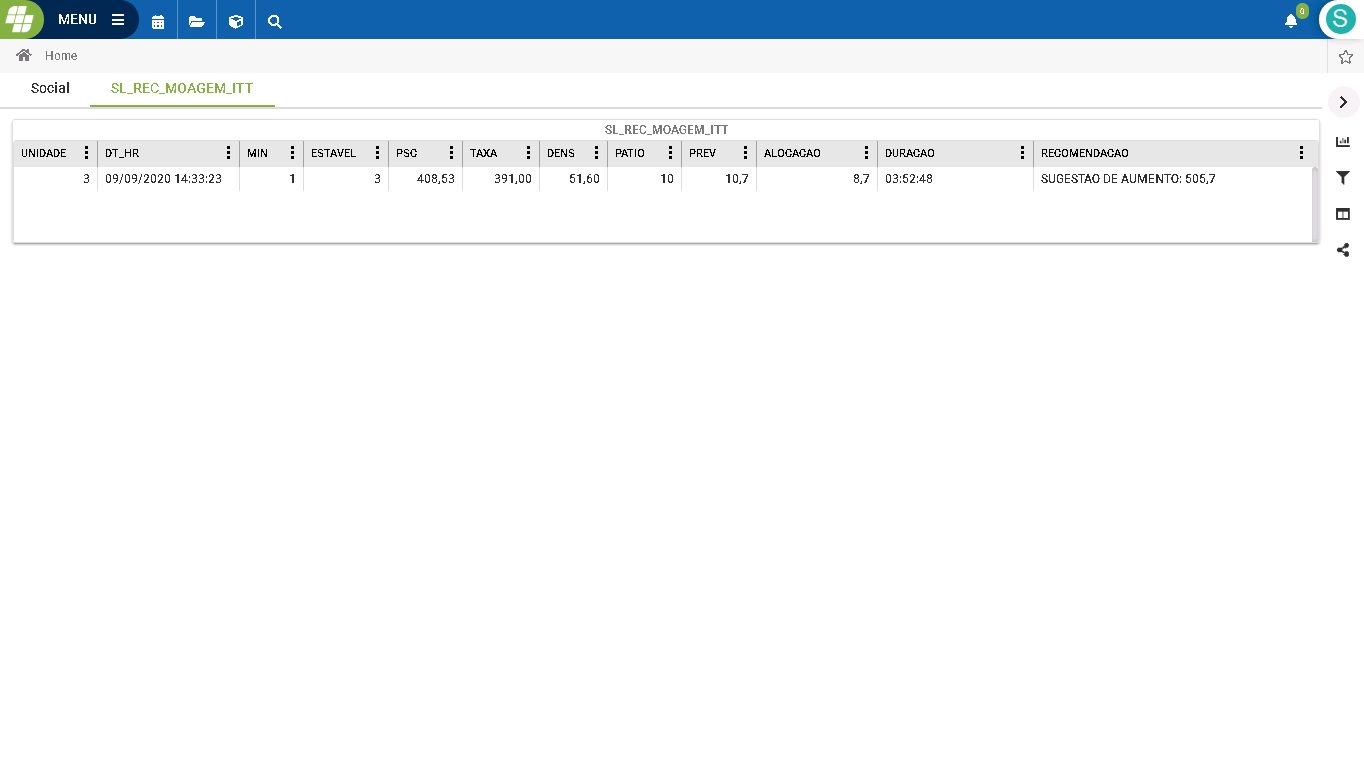 MENU
0
S
Home
Social SL_REC_MOAGEM_ITT
SL_REC_MOAGEM_ITT
UNIDADE DT_HR MIN ESTAVEL PSC TAXA DENS PATIO PREV ALOCACAO DURACAO RECOMENDACAO
3 09/09/2020 14:33:23 1 3 408,53 391,00 51,60 10 10,7 8,7 03:52:48 SUGESTAO DE AUMENTO: 505,7